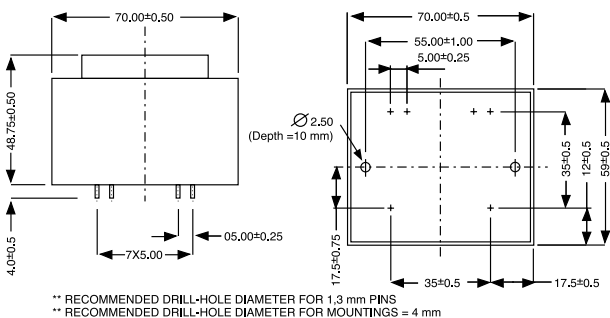 70.00±0.50
48.75±0.50
4.0±0.5
7X5.00
05.00±0.25
70.00±0.5
55.00±1.00
5.00±0.25
Ø 2.50
(Depth =10 mm)
35±0.5
12±0.5
59±0.5
17.5±0.75
35±0.5
17.5±0.5
** RECOMMENDED DRILL-HOLE DIAMETER FOR 1,3 mm PINS
** RECOMMENDED DRILL-HOLE DIAMETER FOR MOUNTINGS = 4 mm